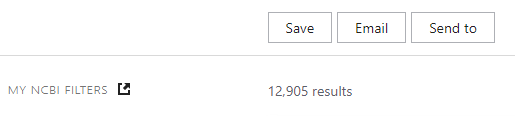 Save Email Send to
MY NCBI FILTERS 12,905 results